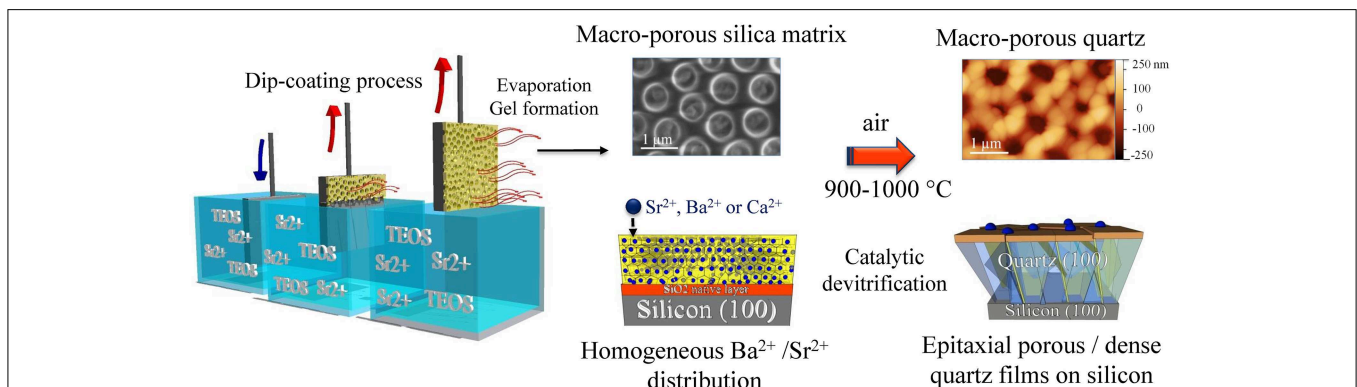 Dip-coating process
Evaporation
Gel formation
TEOS
Sr2+
Sr2+
TEOS
Sr2+
TEOS
Sr2+
TEOS
Sr2+
TEOS
Sr2+
Sr2+
TEOS
Macro-porous silica matrix
1 µm
Sr²⁺, Ba²⁺ or Ca²⁺
SiO2 native layer
Silicon (100)
Homogeneous Ba²⁺ /Sr²⁺
distribution
air
900-1000 °C
Catalytic
devitrification
Macro-porous quartz
250 nm
100
0
-100
-250
1 µm
Quartz (100)
Silicon (100)
Epitaxial porous / dense
quartz films on silicon